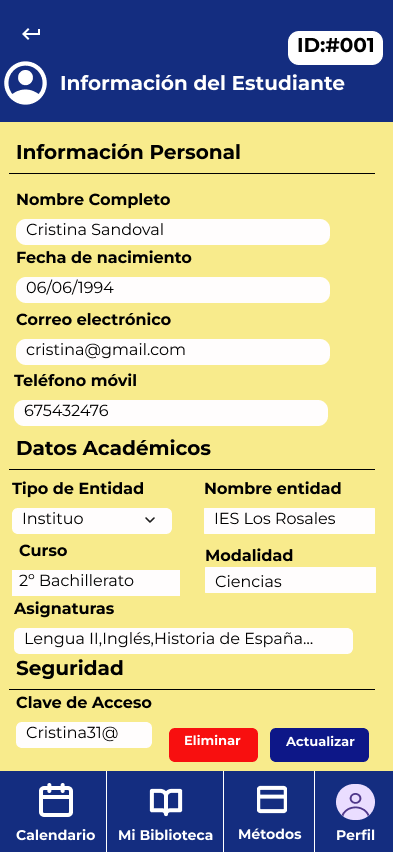 ID:#001
Información del Estudiante
Información Personal
Nombre Completo
Cristina Sandoval
Fecha de nacimiento
06/06/1994
Correo electrónico
cristina@gmail.com
Teléfono móvil
675432476
Datos Académicos
Tipo de Entidad
Nombre entidad
Instituo
IES Los Rosales
Curso
Modalidad
2º Bachillerato
Ciencias
Asignaturas
Lengua II,Inglés,Historia de España...
Seguridad
Clave de Acceso
Cristina31@
Eliminar
Actualizar
Calendario
Mi Biblioteca
Métodos
Perfil